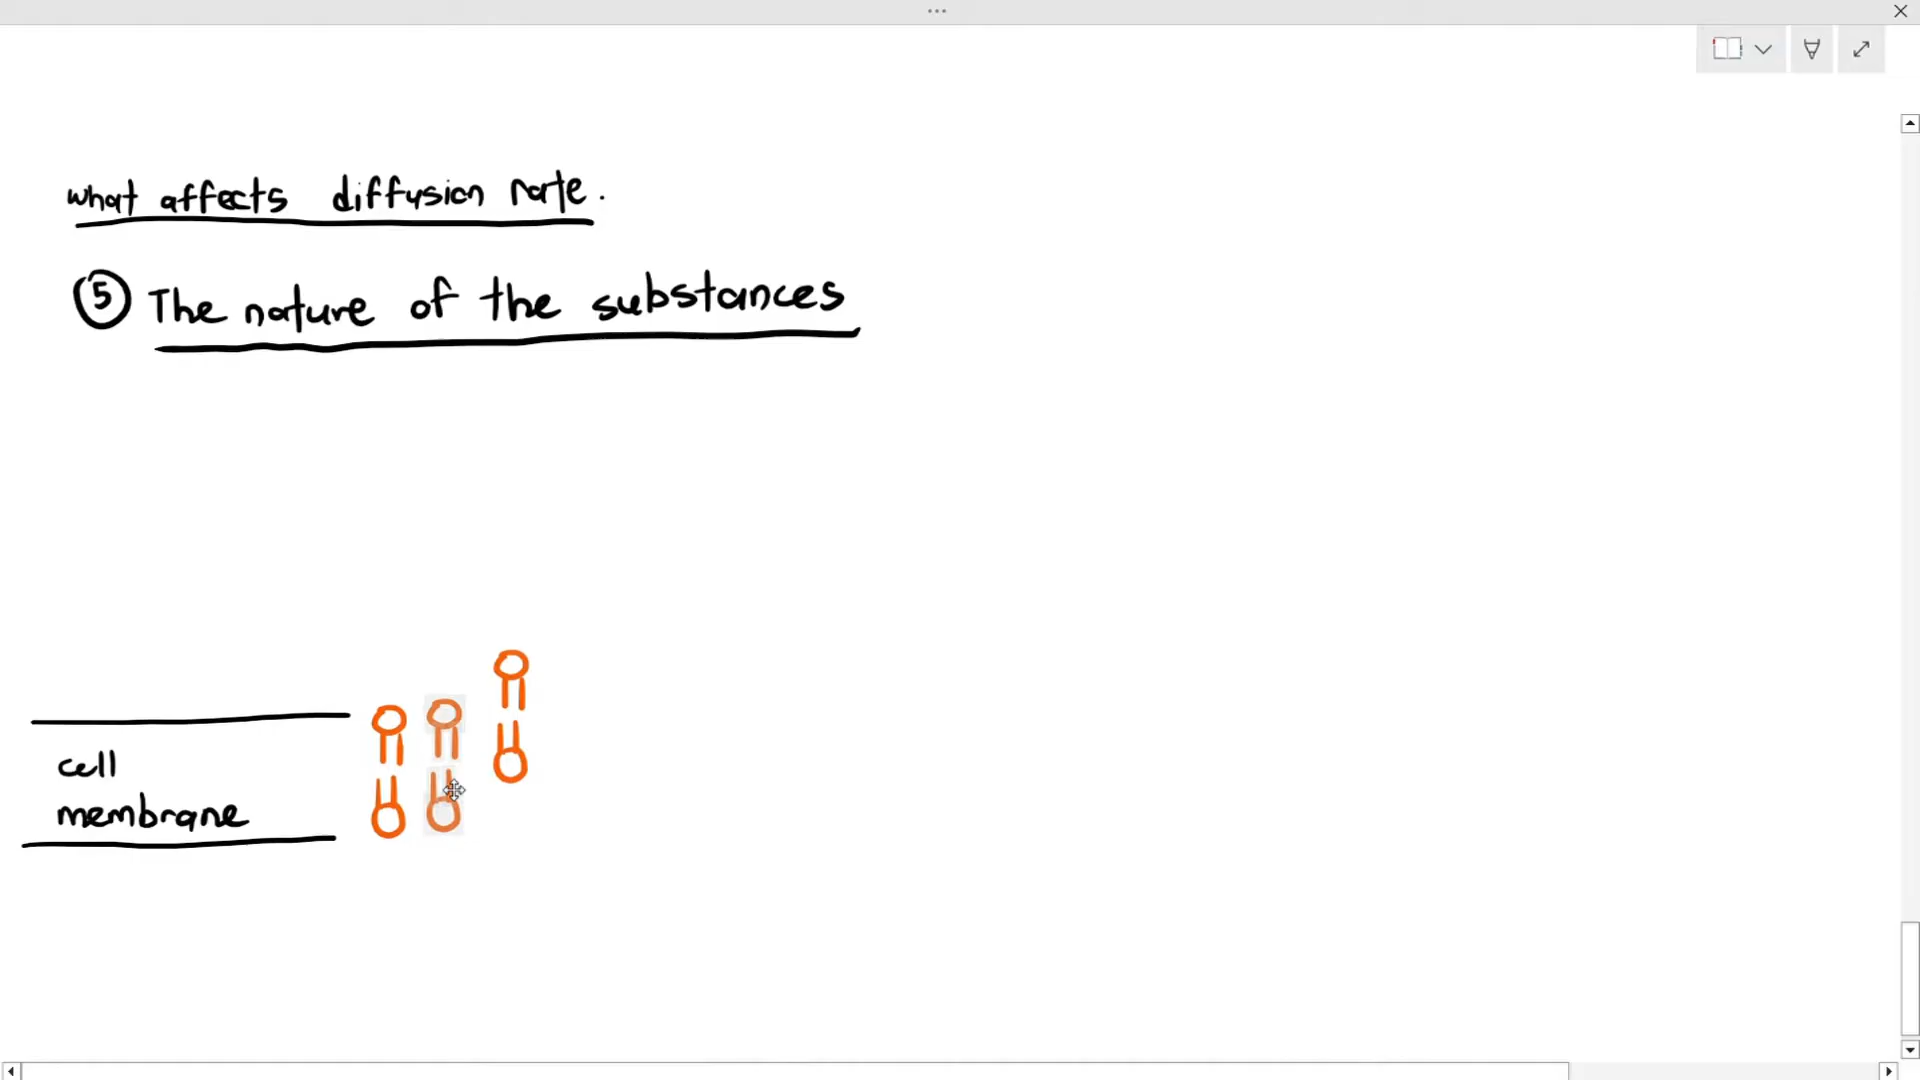 what affects diffusion rate.
⑤ The nature of the substances
cell
membrane